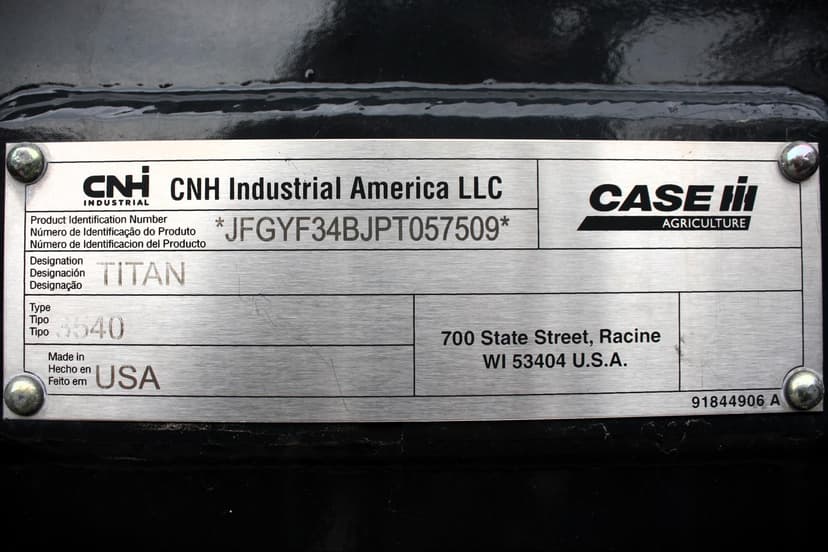 CNH
INDUSTRIAL
CNH Industrial America LLC
CASE IH
AGRICULTURE
Product Identification Number
Número de Identificação do Produto
Número de Identificacion del Producto
*JFGYF34BJPT057509*
Designation
Designación
Designação
TITAN
Type
Tipo
Tipo
3540
Made in
Hecho en
Feito em
USA
700 State Street, Racine
WI 53404 U.S.A.
91844906 A